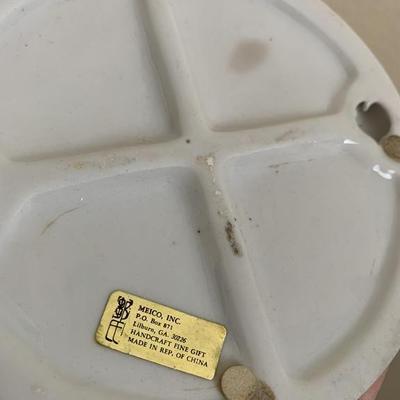 MEICO, INC.
P.O. Box 871
Lilburn, GA. 30226
HANDCRAFT FINE GIFT
MADE IN REP. OF CHINA